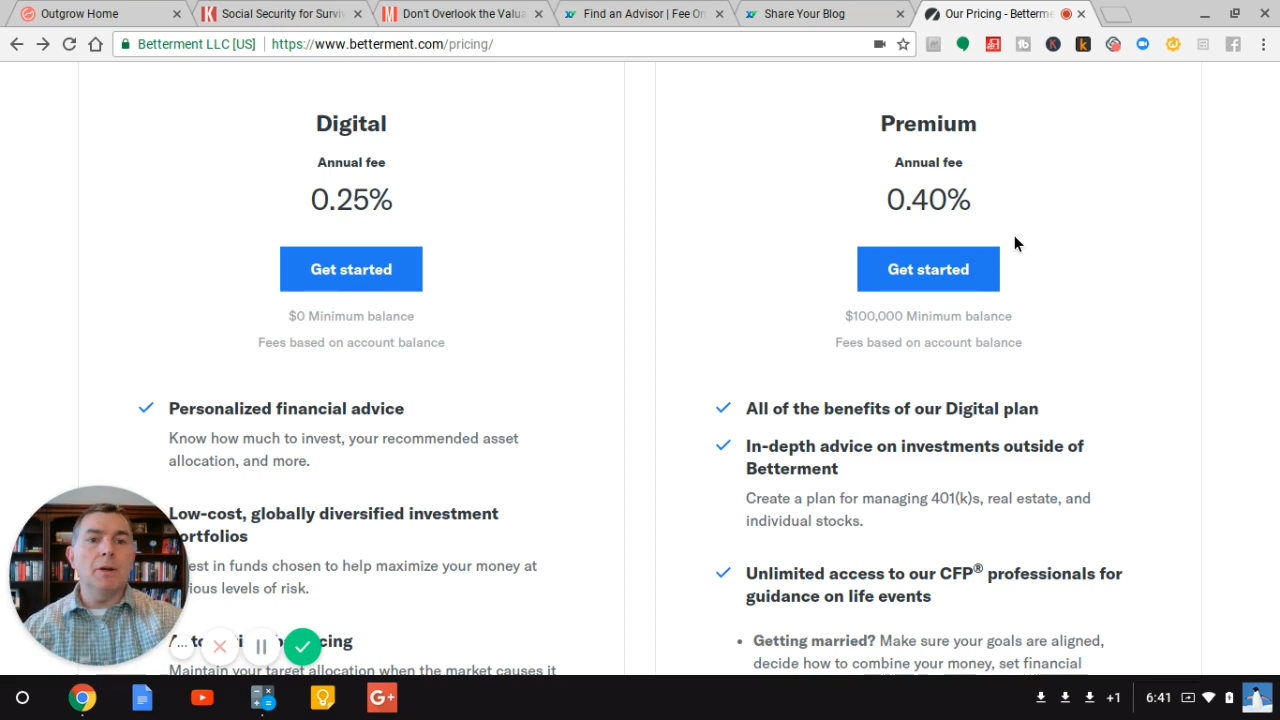 Outgrow Home
Social Security for Surviv
Don't Overlook the Valua
Find an Advisor | Fee On
Share Your Blog
Our Pricing - Betterme
Betterment LLC [US] https://www.betterment.com/pricing/
Digital
Annual fee
0.25%
Get started
$0 Minimum balance
Fees based on account balance
Personalized financial advice
Know how much to invest, your recommended asset
allocation, and more.
Low-cost, globally diversified investment
portfolios
in funds chosen to help maximize your money at
levels of risk.
Maintain your target allocation when the market causes it
Premium
Annual fee
0.40%
Get started
$100,000 Minimum balance
Fees based on account balance
All of the benefits of our Digital plan
In-depth advice on investments outside of
Betterment
Create a plan for managing 401(k)s, real estate, and
individual stocks.
Unlimited access to our CFP® professionals for
guidance on life events
• Getting married? Make sure your goals are aligned,
decide how to combine your money, set financial
G+
+1
6:41